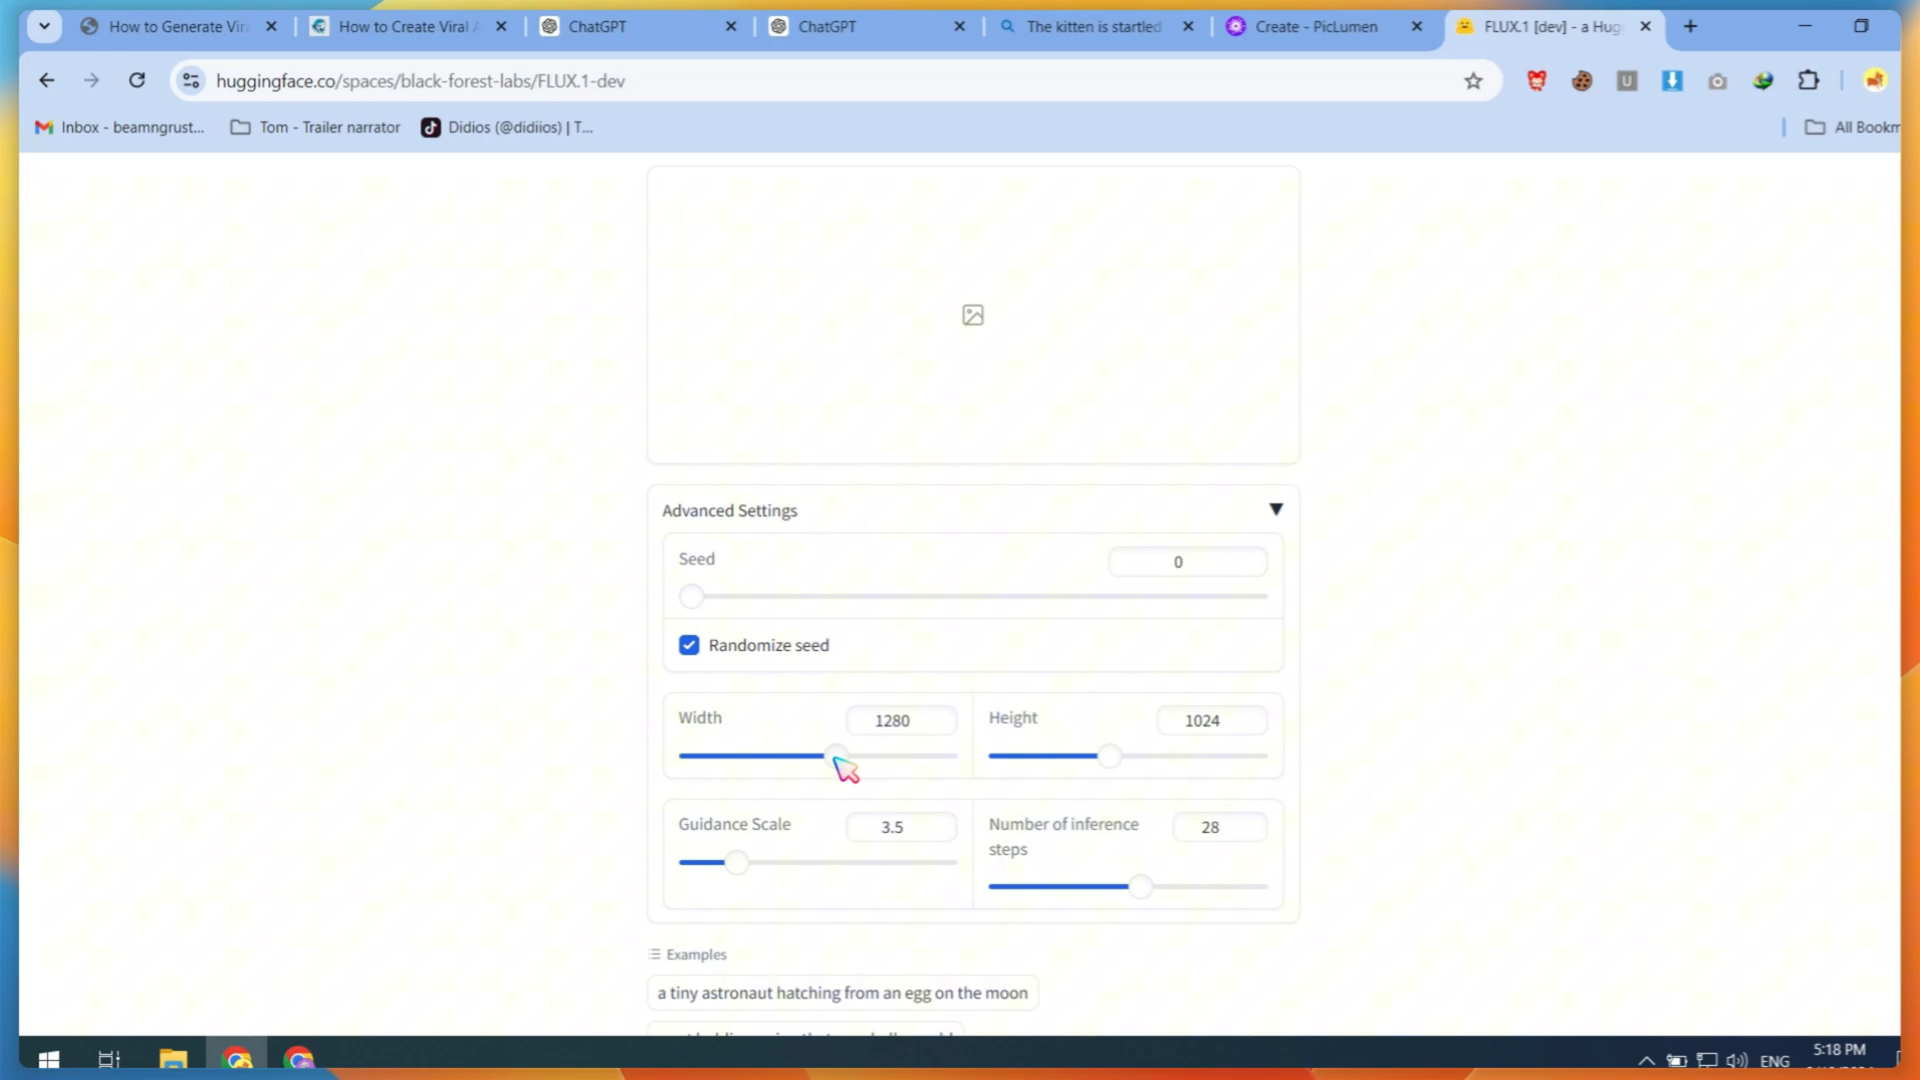 How to Generate Vir
How to Create Viral A
ChatGPT
ChatGPT
The kitten is startled
Create - PicLumen
FLUX.1 [dev] - a Hug
huggingface.co/spaces/black-forest-labs/FLUX.1-dev
Inbox - beamngrust...
Tom - Trailer narrator
Didios (@didiios) | T...
All Bookm
Advanced Settings
Seed
0
Randomize seed
Width
1280
Height
1024
Guidance Scale
3.5
Number of inference
steps
28
Examples
a tiny astronaut hatching from an egg on the moon
ENG
5:18 PM